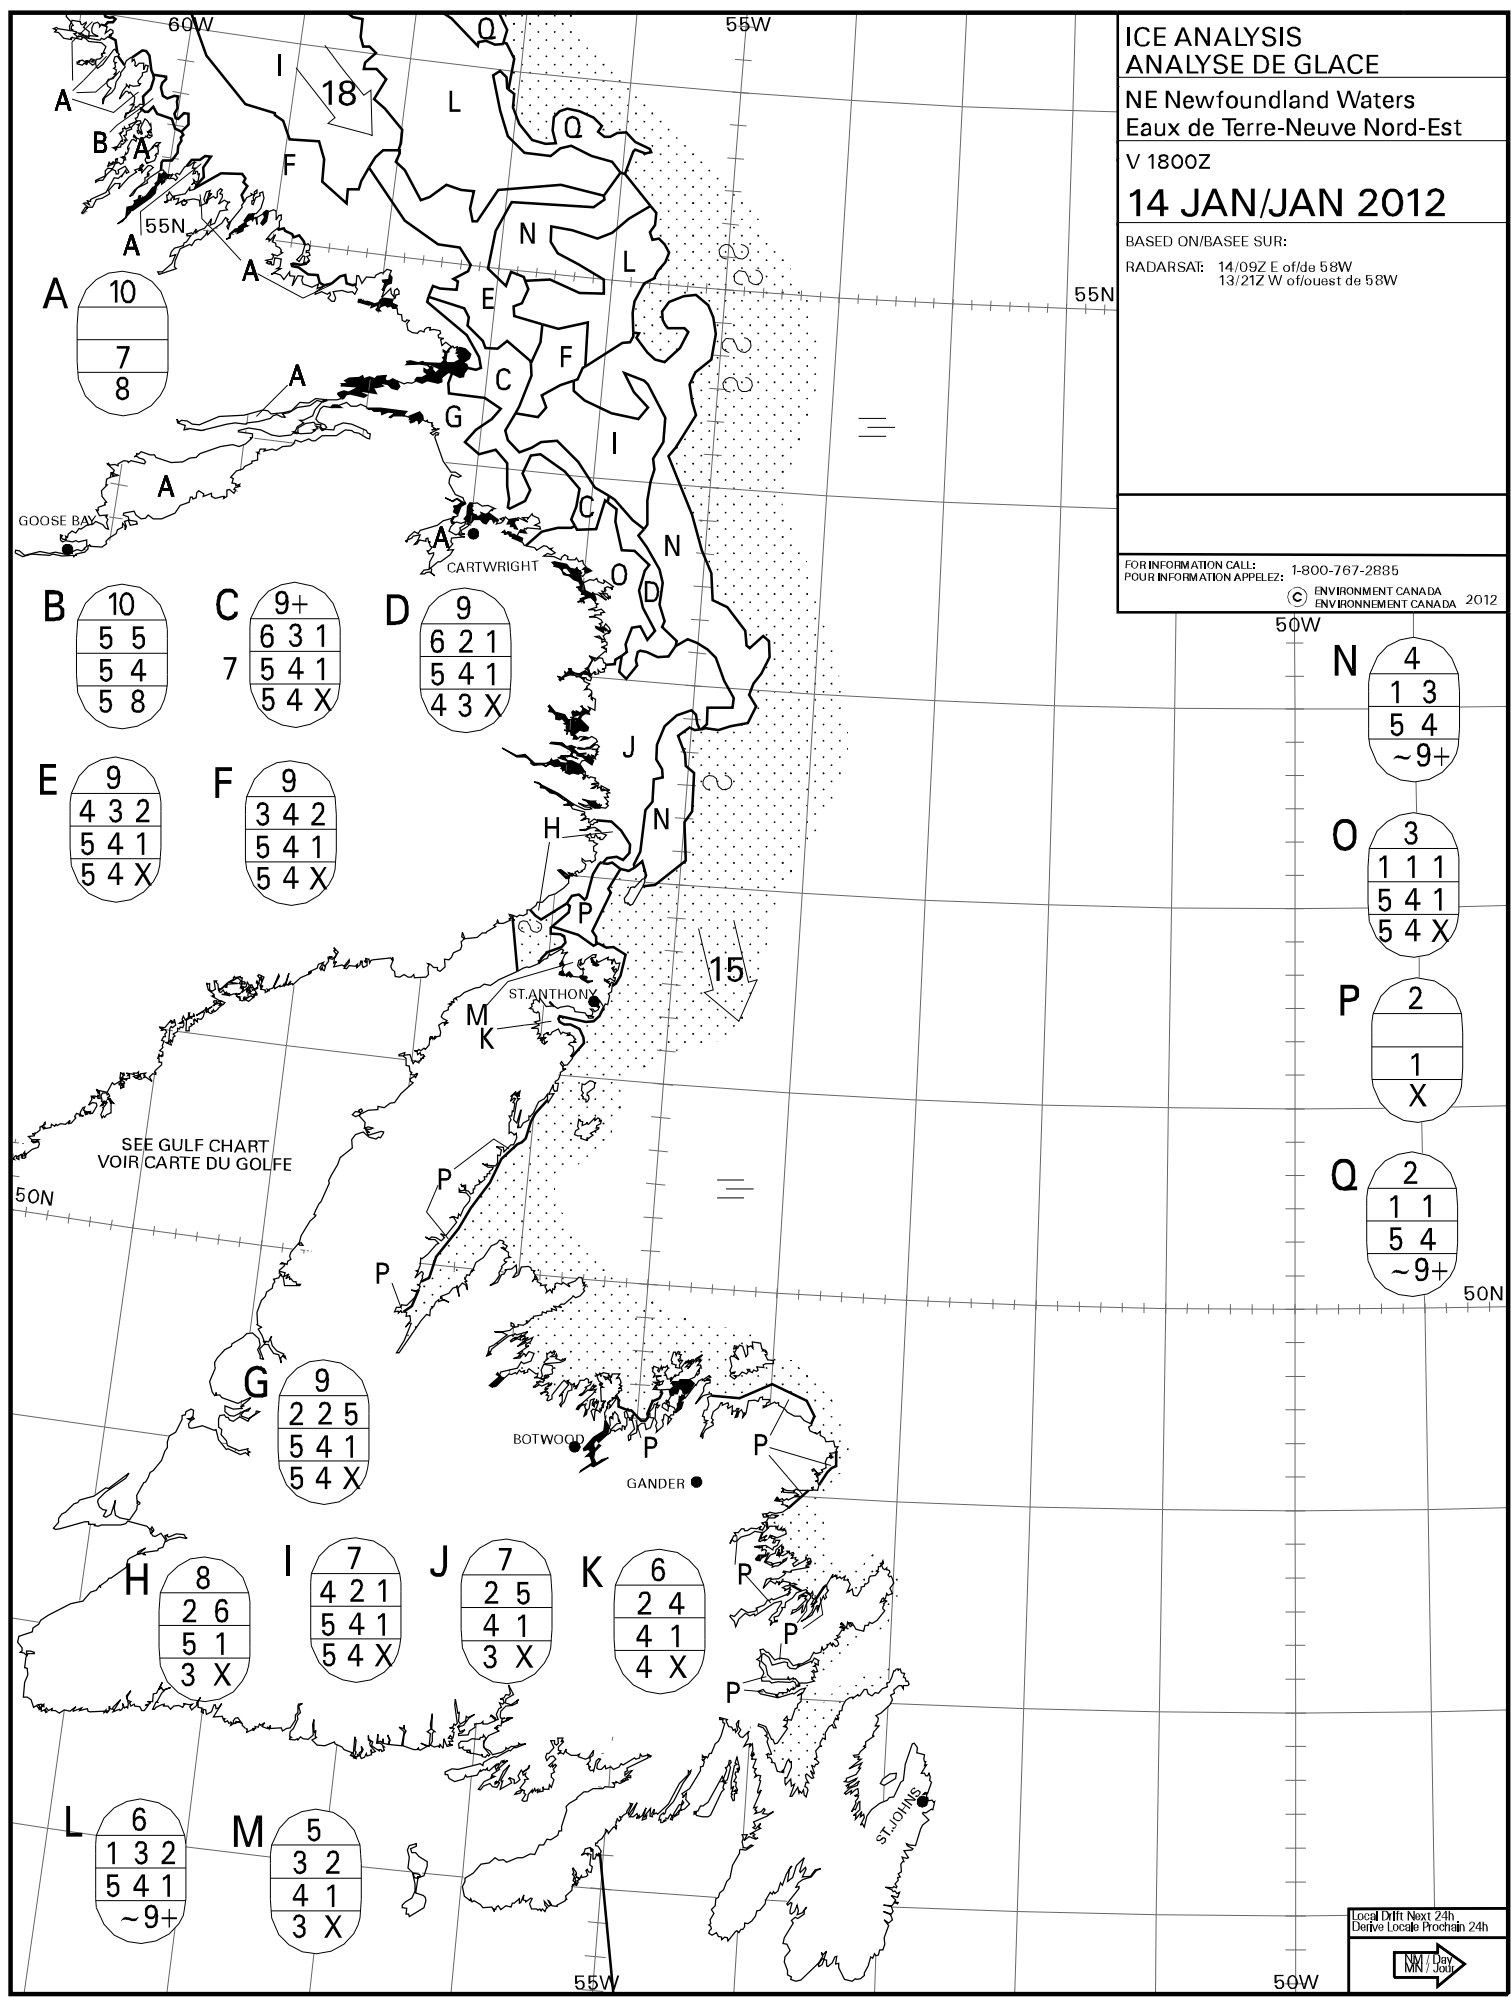 60W
55W
Q
I
18
L
ICE ANALYSIS
ANALYSE DE GLACE
NE Newfoundland Waters
Eaux de Terre-Neuve Nord-Est
V 1800Z
14 JAN/JAN 2012
BASED ON/BASEE SUR:
RADARSAT: 14/09Z E of/de 58W
13/21Z W of/ouest de 58W
A
Q
B A
F
55N
A
N
A
L
55N
E
A
10
7
8
F
A
C
G
I
A
C
GOOSE BAY
A
CARTWRIGHT
N
O
D
FOR INFORMATION CALL:
POUR INFORMATION APPELEZ: 1-800-767-2885
© ENVIRONMENT CANADA
ENVIRONNEMENT CANADA 2012
50W
B
10
5 5
5 4
5 8
C
9+
6 3 1
7 5 4 1
5 4 X
D
9
6 2 1
5 4 1
4 3 X
N
4
1 3
5 4
~9+
J
E
9
4 3 2
5 4 1
5 4 X
F
9
3 4 2
5 4 1
5 4 X
N
H
O
3
1 1 1
5 4 1
5 4 X
P
15
ST.ANTHONY
M
K
P
2
1
X
SEE GULF CHART
VOIR CARTE DU GOLFE
50N
P
P
Q
2
1 1
5 4
~9+
50N
G
9
2 2 5
5 4 1
5 4 X
BOTWOOD
P
P
GANDER
H
8
2 6
5 1
3 X
I
7
4 2 1
5 4 1
5 4 X
J
7
2 5
4 1
3 X
K
6
2 4
4 1
4 X
P
P
P
ST.JOHNS
L
6
1 3 2
5 4 1
~9+
M
5
3 2
4 1
3 X
55W
50W
Local Drift Next 24h
Derive Locale Prochain 24h
NM / Day
MN / Jour